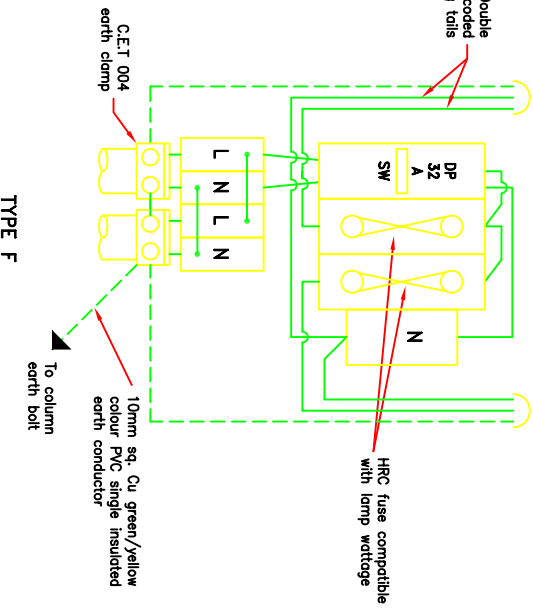 Double
coded
tails
C.E.T 004
earth clamp
DP
32
A
SW
L
N
L
N
N
HRC fuse compatible
with lamp wattage
10mm sq. Cu green/yellow
colour PVC single insulated
earth conductor
To column
earth bolt
TYPE F